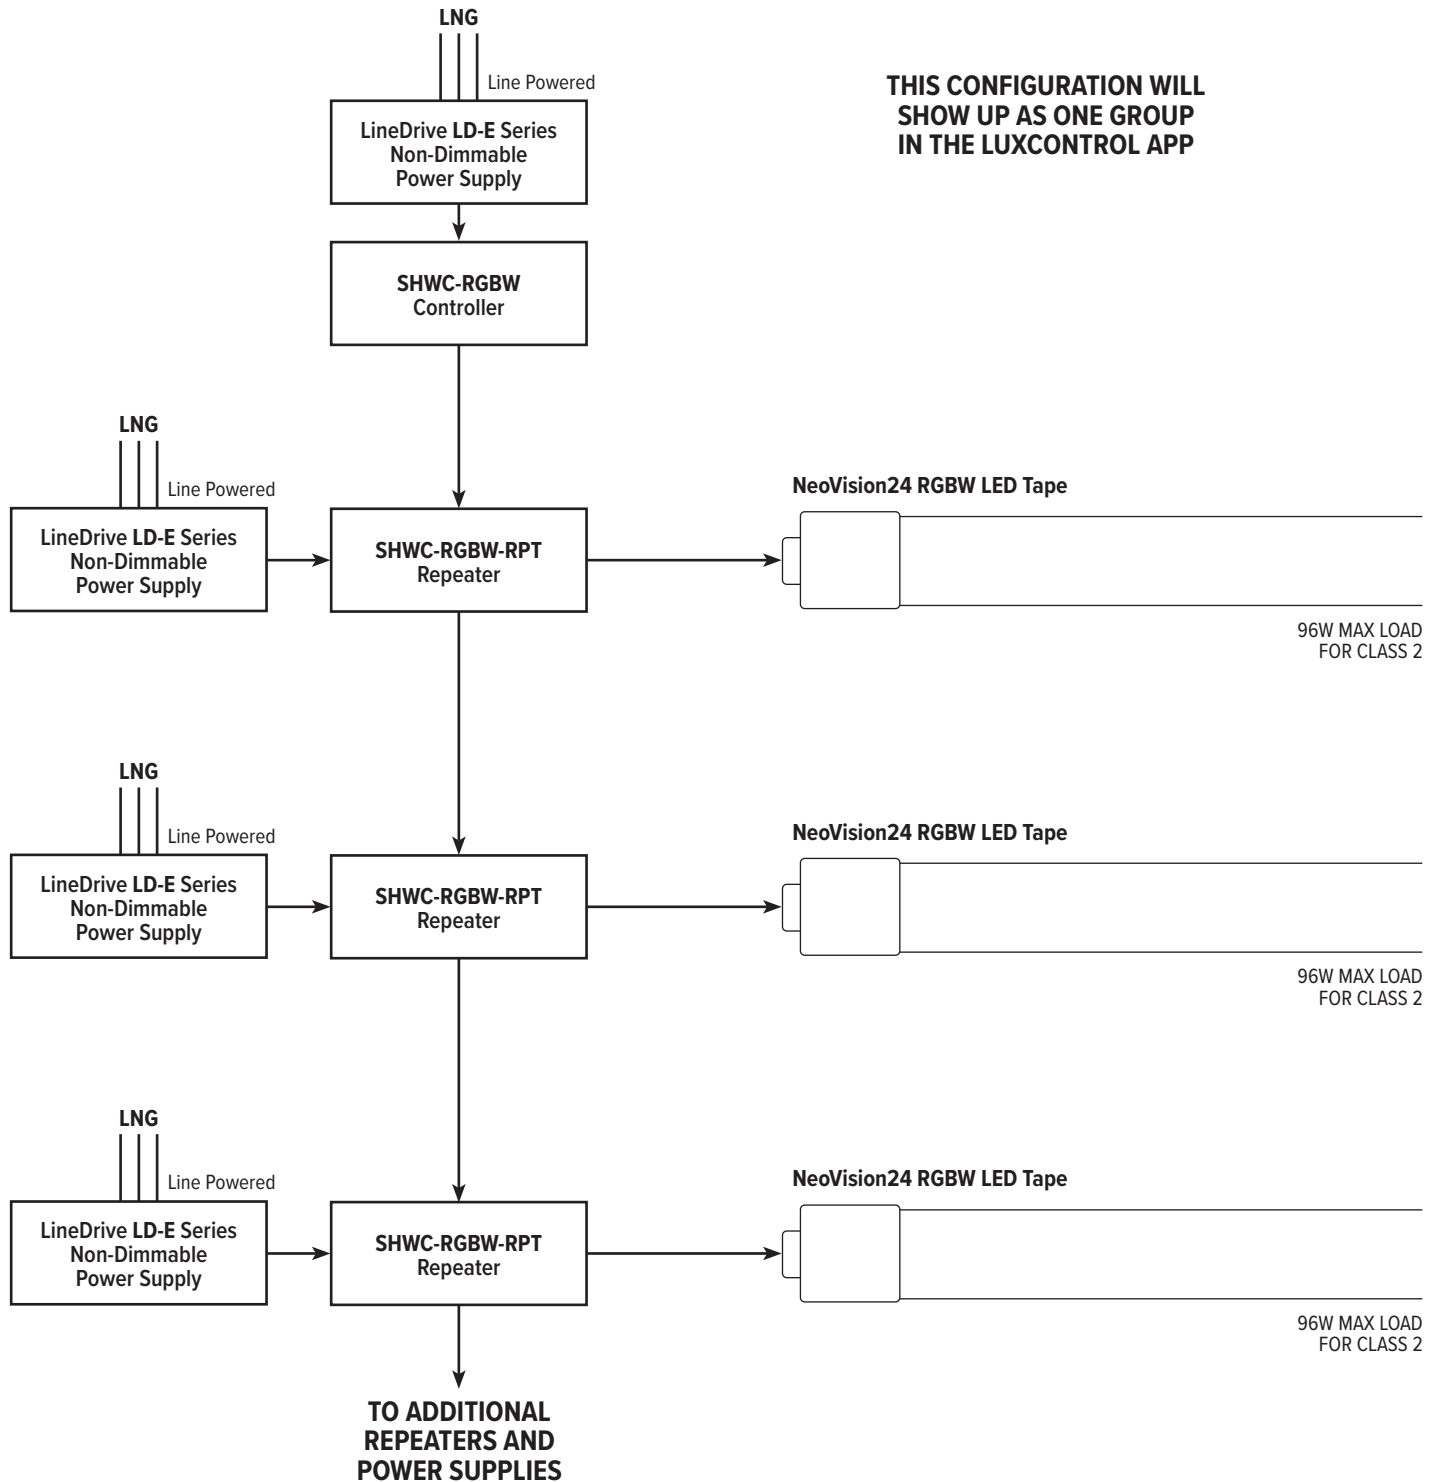 LNG
Line Powered
LineDrive LD-E Series
Non-Dimmable
Power Supply
THIS CONFIGURATION WILL
SHOW UP AS ONE GROUP
IN THE LUXCONTROL APP
SHWC-RGBW
Controller
LNG
Line Powered
LineDrive LD-E Series
Non-Dimmable
Power Supply
SHWC-RGBW-RPT
Repeater
NeoVision24 RGBW LED Tape
96W MAX LOAD
FOR CLASS 2
LNG
Line Powered
LineDrive LD-E Series
Non-Dimmable
Power Supply
SHWC-RGBW-RPT
Repeater
NeoVision24 RGBW LED Tape
96W MAX LOAD
FOR CLASS 2
LNG
Line Powered
LineDrive LD-E Series
Non-Dimmable
Power Supply
SHWC-RGBW-RPT
Repeater
NeoVision24 RGBW LED Tape
96W MAX LOAD
FOR CLASS 2
TO ADDITIONAL
REPEATERS AND
POWER SUPPLIES